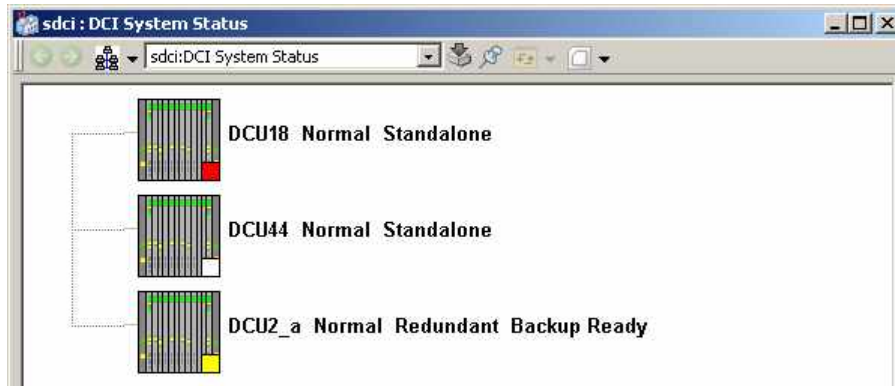 sdci : DCI System Status
sdci:DCI System Status
DCU18 Normal Standalone
DCU44 Normal Standalone
DCU2_a Normal Redundant Backup Ready